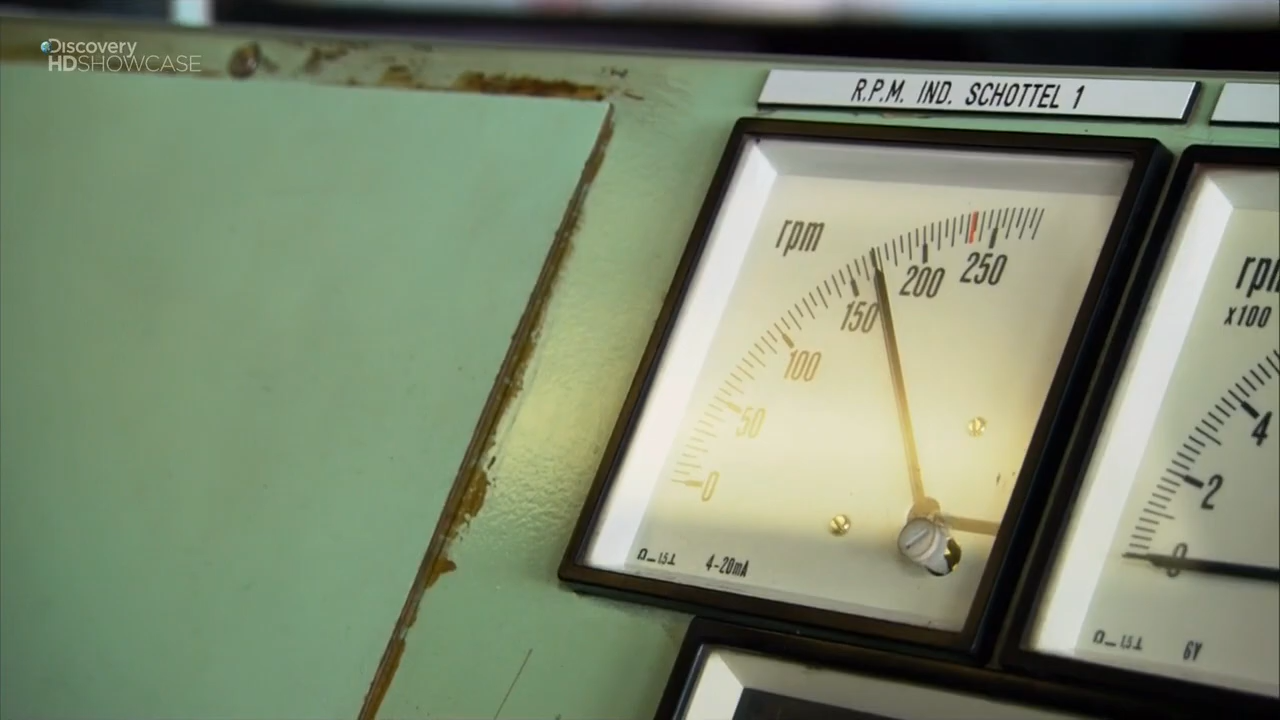 Discovery
HDSHOWCASE
R.P.M. IND. SCHOTTEL 1
rpm
0
50
100
150
200
250
4-20mA
rpm
x100
0
2
4
6V